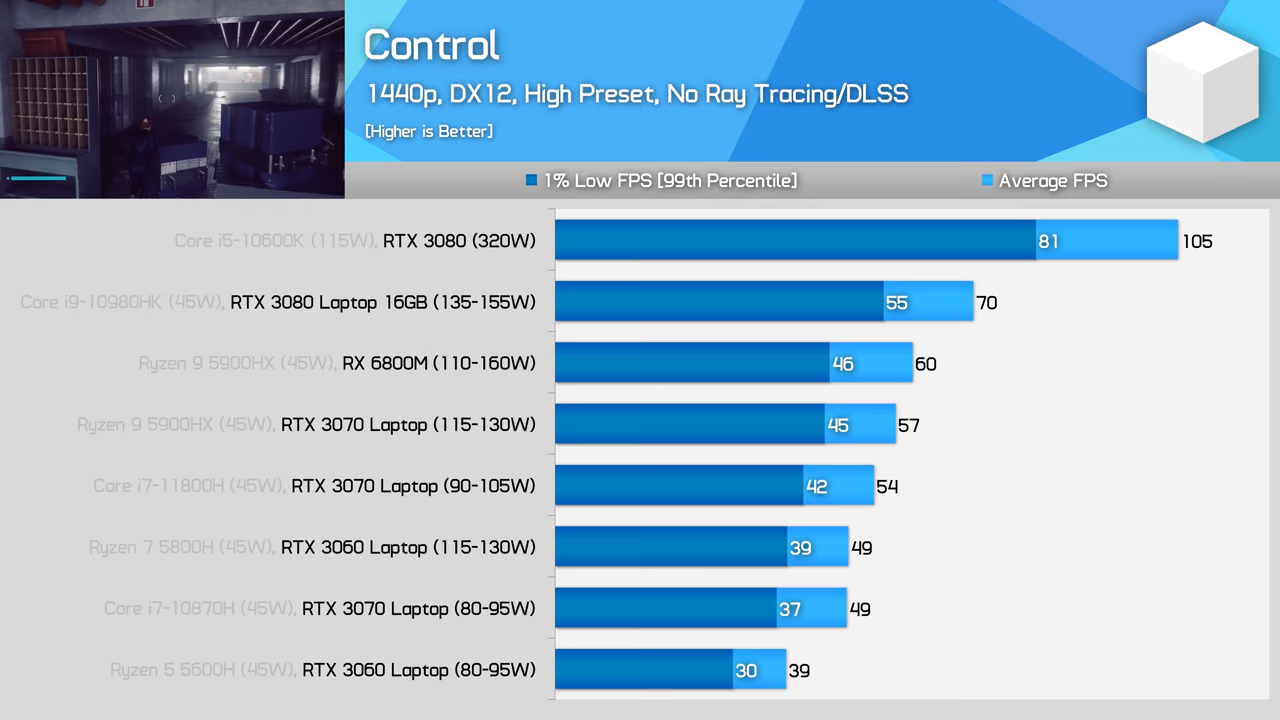 Control
1440p, DX12, High Preset, No Ray Tracing/DLSS
[Higher is Better]
1% Low FPS [99th Percentile] Average FPS
Core i5-10600K (115W), RTX 3080 (320W) 81 105
Core i9-10980HK (45W), RTX 3080 Laptop 16GB (135-155W) 55 70
Ryzen 9 5900HX (45W), RX 6800M (110-160W) 46 60
Ryzen 9 5900HX (45W), RTX 3070 Laptop (115-130W) 45 57
Core i7-11800H (45W), RTX 3070 Laptop (90-105W) 42 54
Ryzen 7 5800H (45W), RTX 3060 Laptop (115-130W) 39 49
Core i7-10870H (45W), RTX 3070 Laptop (80-95W) 37 49
Ryzen 5 5600H (45W), RTX 3060 Laptop (80-95W) 30 39